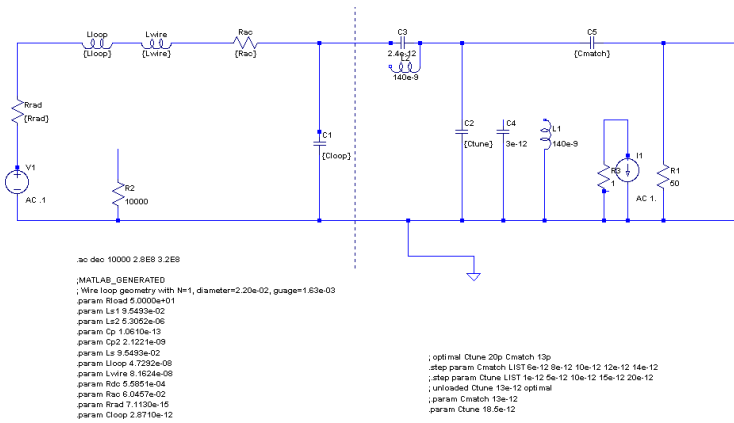 Lloop
{Lloop}
Lwire
{Lwire}
Rac
{Rac}
C3
2.4e-12
L2
140e-9
C5
{Cmatch}
Rrad
{Rrad}
V1
AC .1
R2
10000
C1
{Cloop}
C2
{Ctune}
C4
3e-12
L1
140e-9
R3
1
I1
AC 1.
R1
50
.ac dec 10000 2.8E8 3.2E8
;MATLAB_GENERATED
; Wire loop geometry with N=1, diameter=2.20e-02, guage=1.63e-03
.param Rload 5.0000e+01
.param Ls1 9.5493e-02
.param Ls2 5.3052e-06
.param Cp 1.0610e-13
.param Cp2 2.1221e-09
.param Ls 9.5493e-02
.param Lloop 4.7292e-08
.param Lwire 8.1624e-08
.param Rdc 5.5851e-04
.param Rac 6.0457e-02
.param Rrad 7.1130e-15
.param Cloop 2.8710e-12
; optimal Ctune 20p Cmatch 13p
.step param Cmatch LIST 6e-12 8e-12 10e-12 12e-12 14e-12
;.step param Ctune LIST 1e-12 5e-12 10e-12 15e-12 20e-12
; unloaded Ctune 13e-12 optimal
;.param Cmatch 13e-12
.param Ctune 18.5e-12